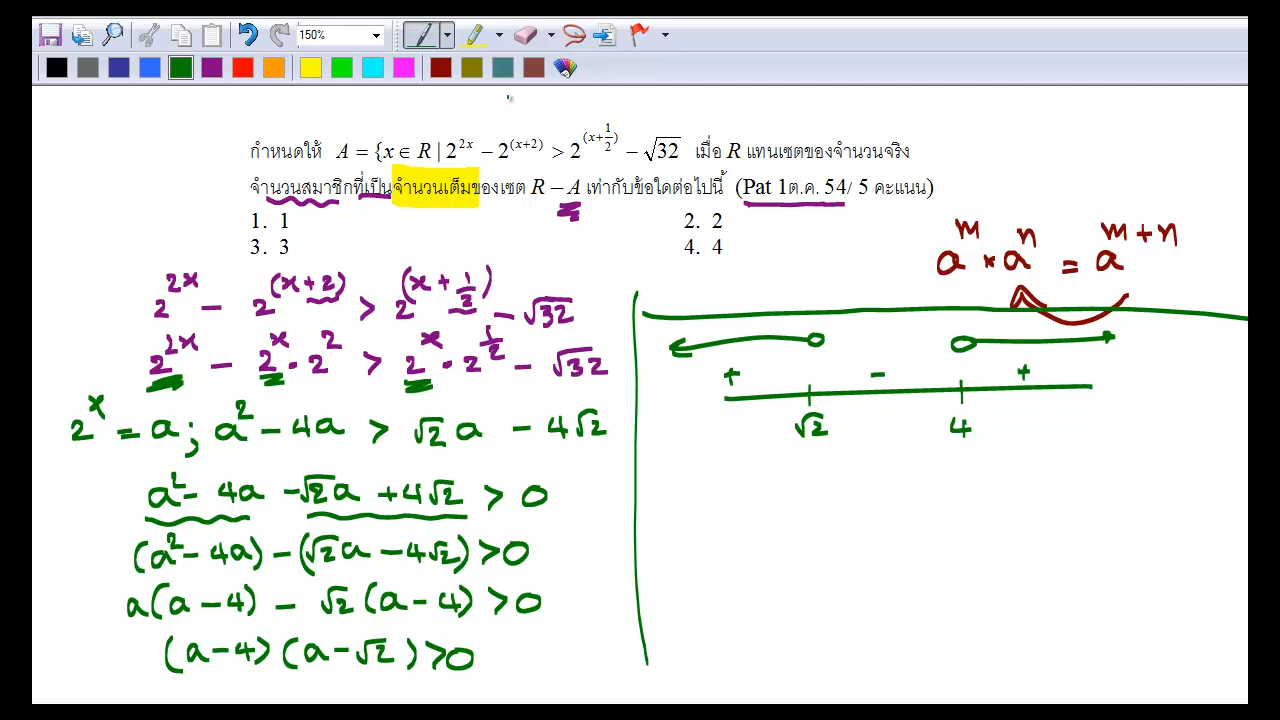 150%
กำหนดให้ A = {x ∈ R | 2^{2x} − 2^{(x+2)} > 2^{(x+\frac{1}{2})} − √32 เมื่อ R แทนเซตของจำนวนจริง
จำนวนสมาชิกที่เป็นจำนวนเต็มของเซต R − A เท่ากับข้อใดต่อไปนี้ (Pat 1ต.ค. 54/ 5 คะแนน)
1. 1 2. 2
3. 3 4. 4
2^{2x} − 2^{(x+2)} > 2^{(x+\frac{1}{2})} − √32
2^{2x} − 2^x · 2^2 > 2^x · 2^{\frac{1}{2}} − √32
2^x = a; a^2 − 4a > √2a − 4√2
a^2 − 4a − √2a + 4√2 > 0
(a^2 − 4a) − (√2a − 4√2) > 0
a(a − 4) − √2(a − 4) > 0
(a − 4)(a − √2) > 0
a^m × a^n = a^{m+n}
+ − +
√2 4